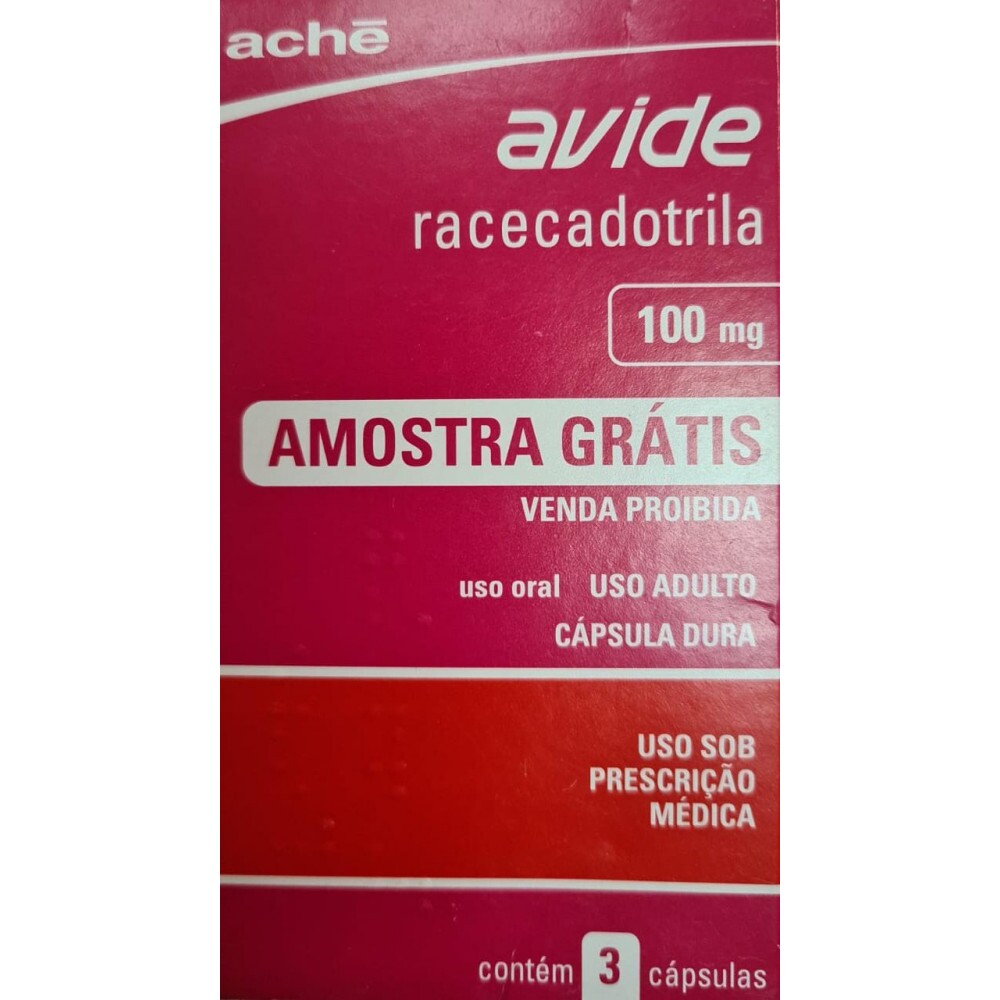 achē
avide
racecadotrila
100 mg
AMOSTRA GRÁTIS
VENDA PROIBIDA
uso oral USO ADULTO
CÁPSULA DURA
USO SOB
PRESCRIÇÃO
MÉDICA
contém 3 cápsulas